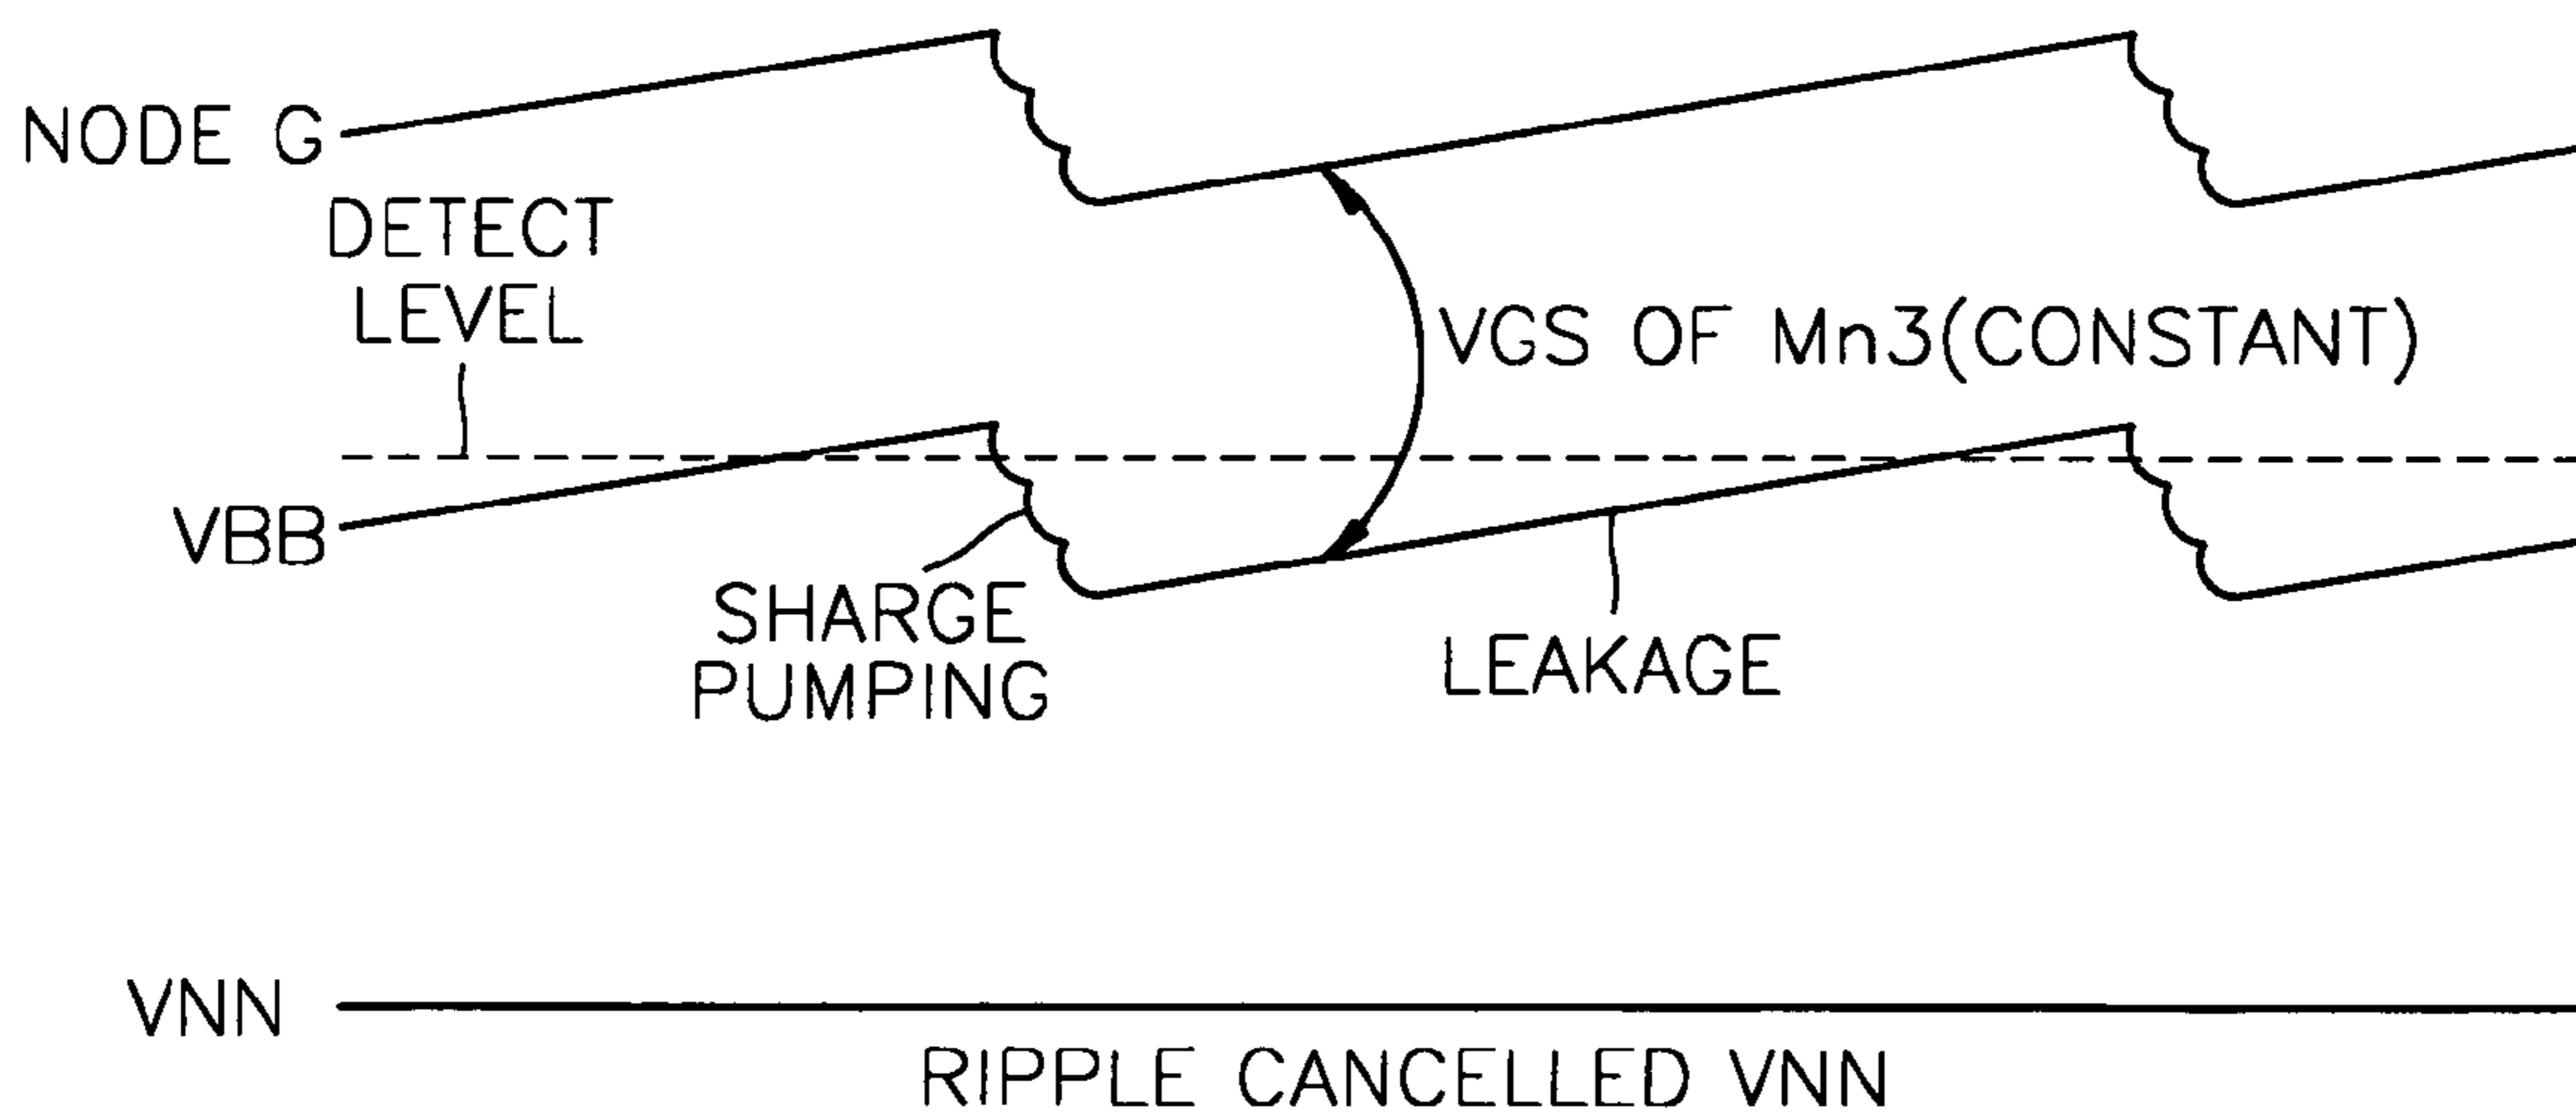 NODE G
DETECT
LEVEL
VGS OF Mn3(CONSTANT)
VBB
SHARGE
PUMPING
LEAKAGE
VNN
RIPPLE CANCELLED VNN